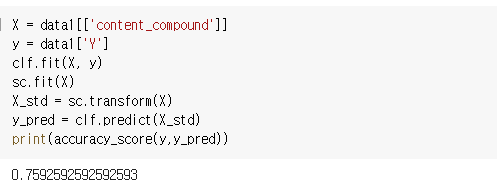 X = data1[['content_compound']]
y = data1['Y']
clf.fit(X, y)
sc.fit(X)
X_std = sc.transform(X)
y_pred = clf.predict(X_std)
print(accuracy_score(y,y_pred))
0.7592592592592593